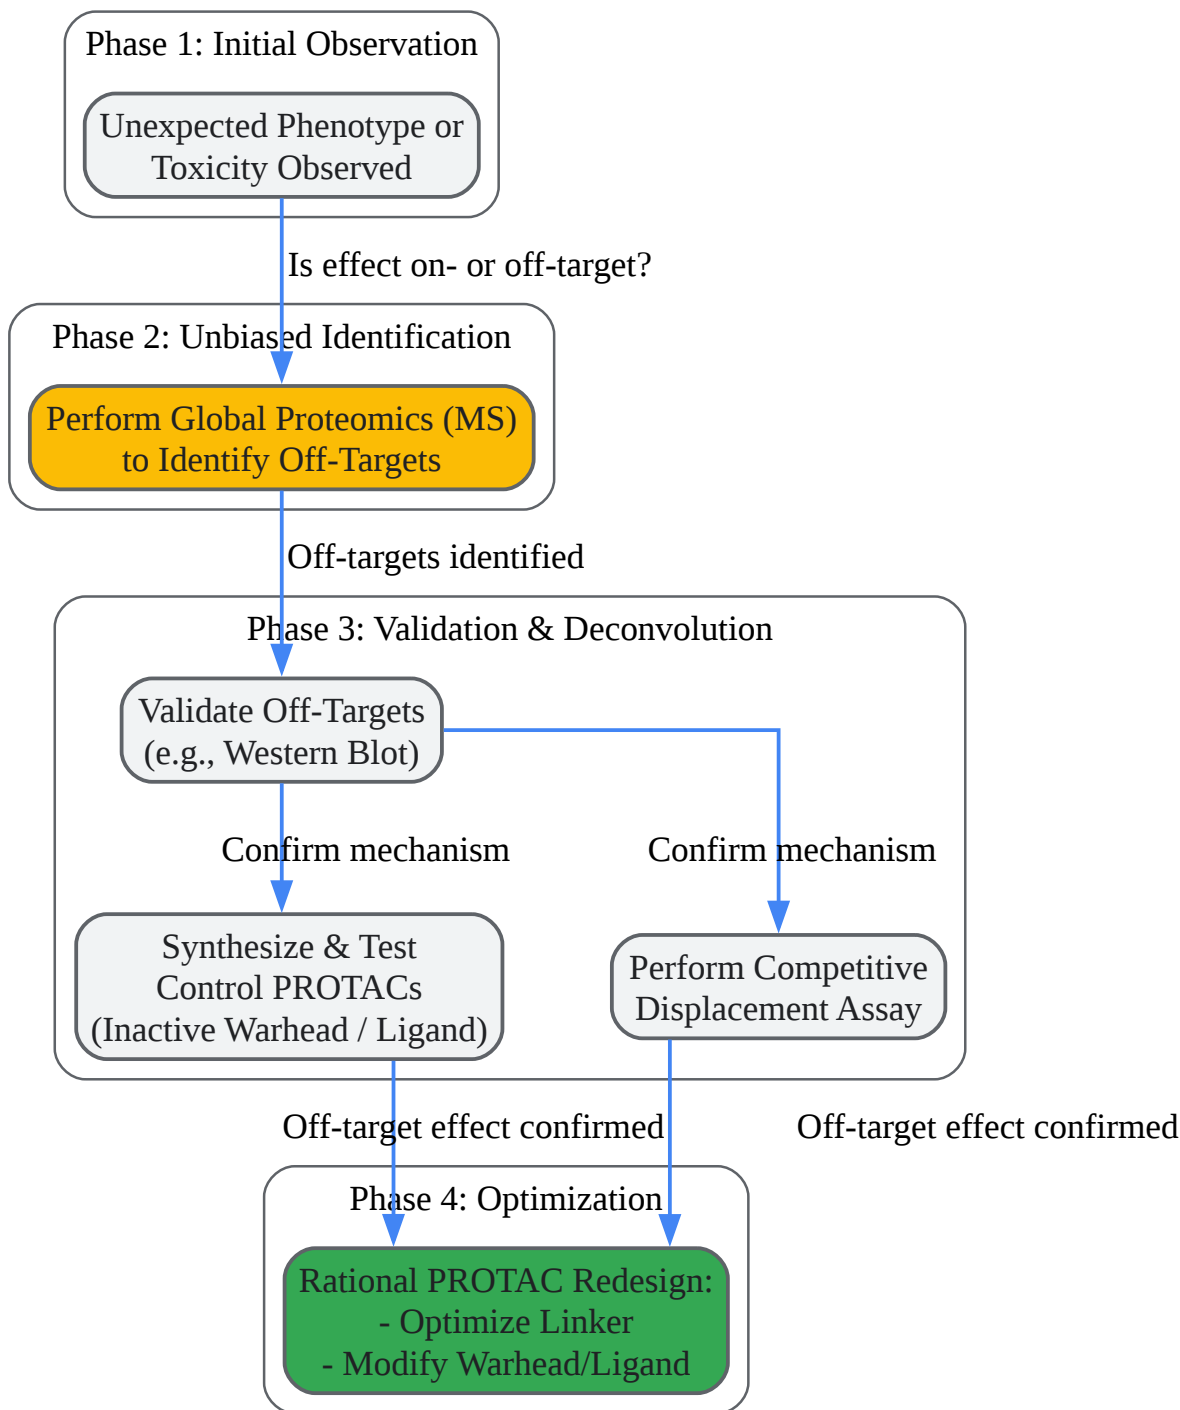 Phase 1: Initial Observation
Unexpected Phenotype or
Toxicity Observed
Is effect on- or off-target?
Phase 2: Unbiased Identification
Perform Global Proteomics (MS)
to Identify Off-Targets
Off-targets identified
Phase 3: Validation & Deconvolution
Validate Off-Targets
(e.g., Western Blot)
Confirm mechanism
Confirm mechanism
Synthesize & Test
Control PROTACs
(Inactive Warhead / Ligand)
Perform Competitive
Displacement Assay
Off-target effect confirmed
Off-target effect confirmed
Phase 4: Optimization
Rational PROTAC Redesign:
- Optimize Linker
- Modify Warhead/Ligand